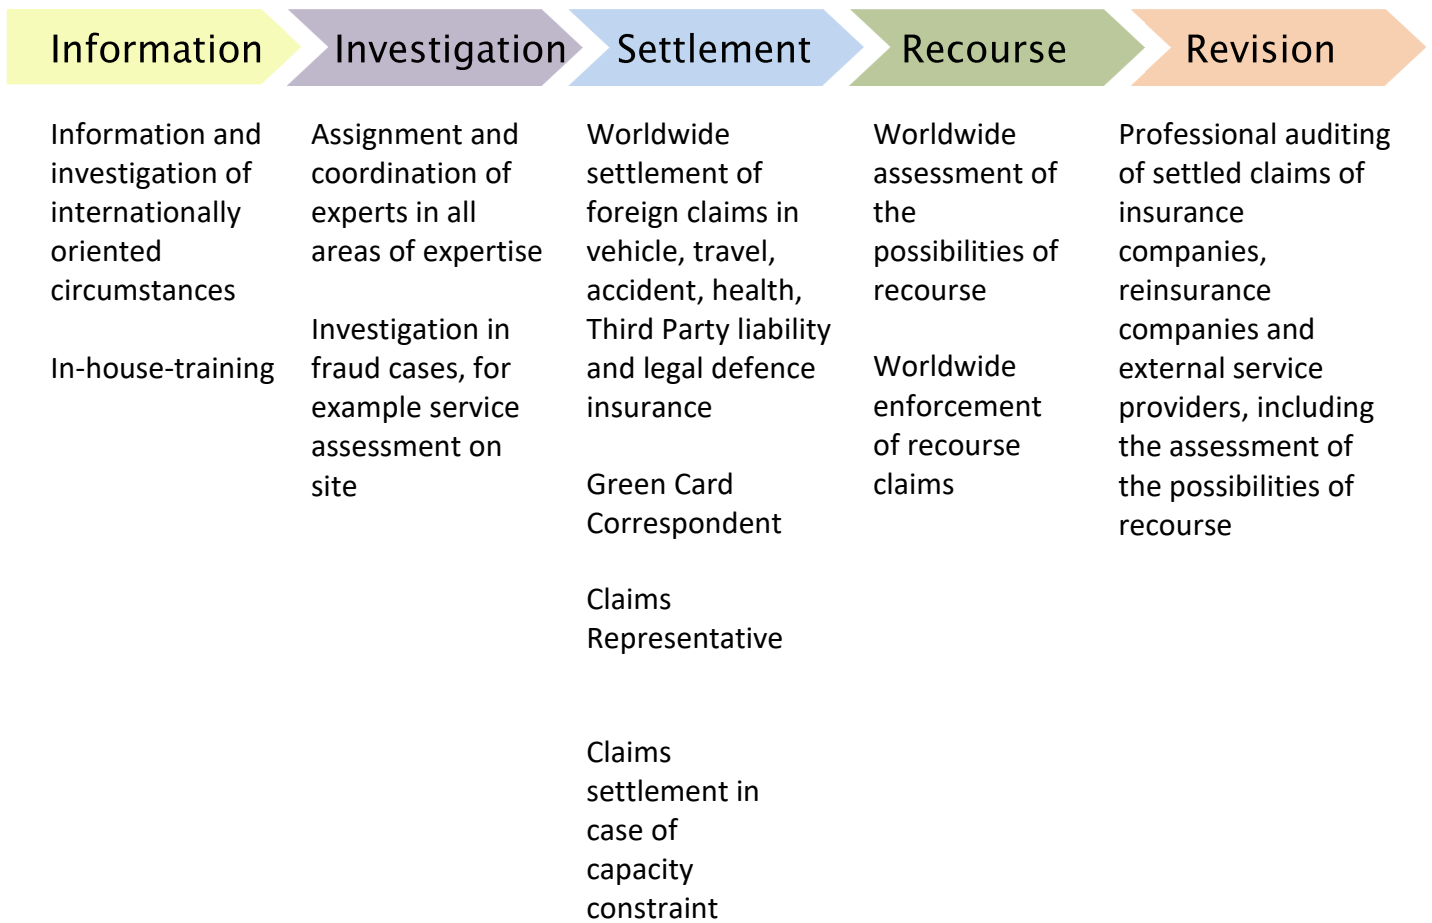 Information
Investigation
Settlement
Recourse
Revision
Information and
investigation of
internationally
oriented
circumstances
In-house-training
Assignment and
coordination of
experts in all
areas of expertise
Investigation in
fraud cases, for
example service
assessment on
site
Worldwide
settlement of
foreign claims in
vehicle, travel,
accident, health,
Third Party liability
and legal defence
insurance
Green Card
Correspondent
Claims
Representative
Claims
settlement in
case of
capacity
constraint
Worldwide
assessment of
the
possibilities of
recourse
Worldwide
enforcement
of recourse
claims
Professional auditing
of settled claims of
insurance
companies,
reinsurance
companies and
external service
providers, including
the assessment of
the possibilities of
recourse